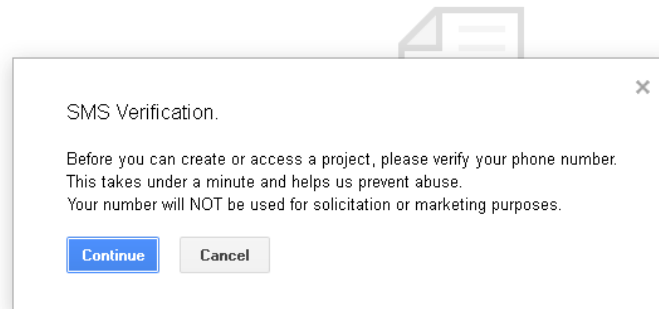 SMS Verification.
Before you can create or access a project, please verify your phone number.
This takes under a minute and helps us prevent abuse.
Your number will NOT be used for solicitation or marketing purposes.
Continue Cancel